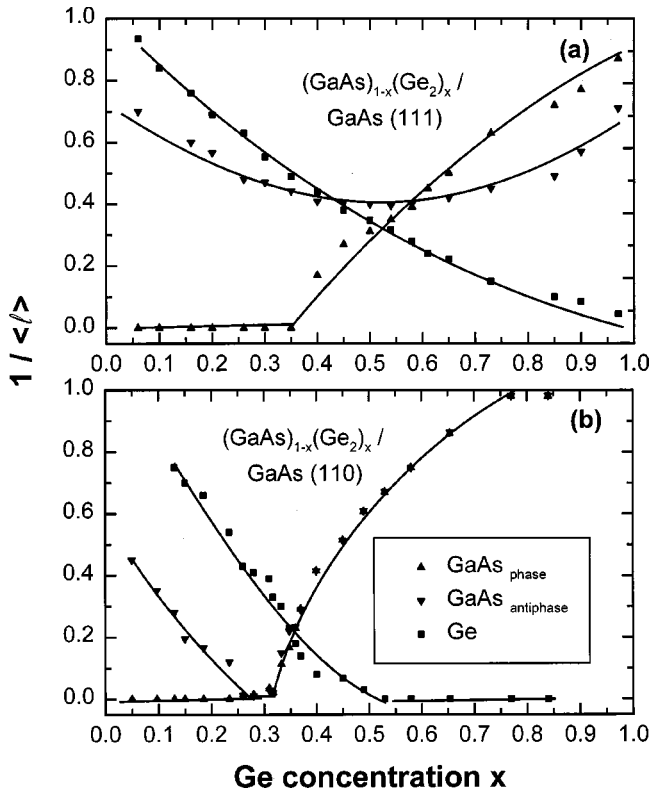 1.0
(a)
(GaAs)1-x(Ge2)x /
GaAs (111)
0.8
0.6
0.4
0.2
0.0
0.0 0.1 0.2 0.3 0.4 0.5 0.6 0.7 0.8 0.9 1.0
1 / <ℓ>
1.0
(b)
(GaAs)1-x(Ge2)x /
GaAs (110)
0.8
0.6
0.4
0.2
0.0
GaAs phase
GaAs antiphase
Ge
0.0 0.1 0.2 0.3 0.4 0.5 0.6 0.7 0.8 0.9 1.0
Ge concentration x